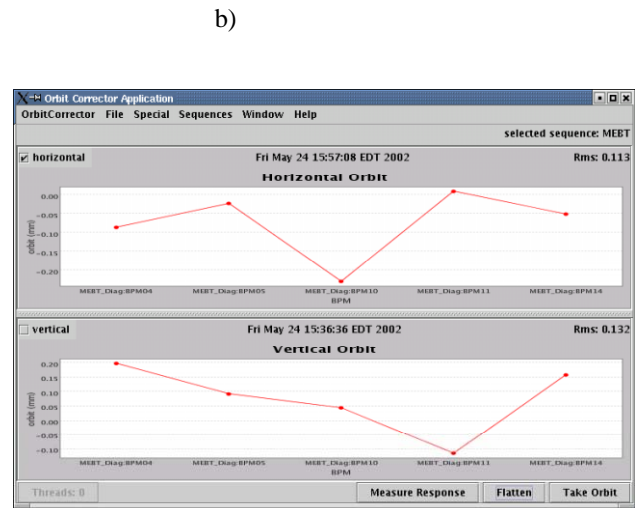 b)
Orbit Corrector Application
OrbitCorrector File Special Sequences Window Help
selected sequence: MEBT
horizontal Fri May 24 15:57:08 EDT 2002 Rms: 0.113
Horizontal Orbit
0.00
-0.05
-0.10
-0.15
-0.20
orbit (mm)
MEBT_Diag:BPM04 MEBT_Diag:BPM05 MEBT_Diag:BPM10 MEBT_Diag:BPM11 MEBT_Diag:BPM14
BPM
vertical Fri May 24 15:36:36 EDT 2002 Rms: 0.132
Vertical Orbit
0.20
0.15
0.10
0.05
0.00
-0.05
-0.10
orbit (mm)
MEBT_Diag:BPM04 MEBT_Diag:BPM05 MEBT_Diag:BPM10 MEBT_Diag:BPM11 MEBT_Diag:BPM14
BPM
Threads: 0 Measure Response Flatten Take Orbit